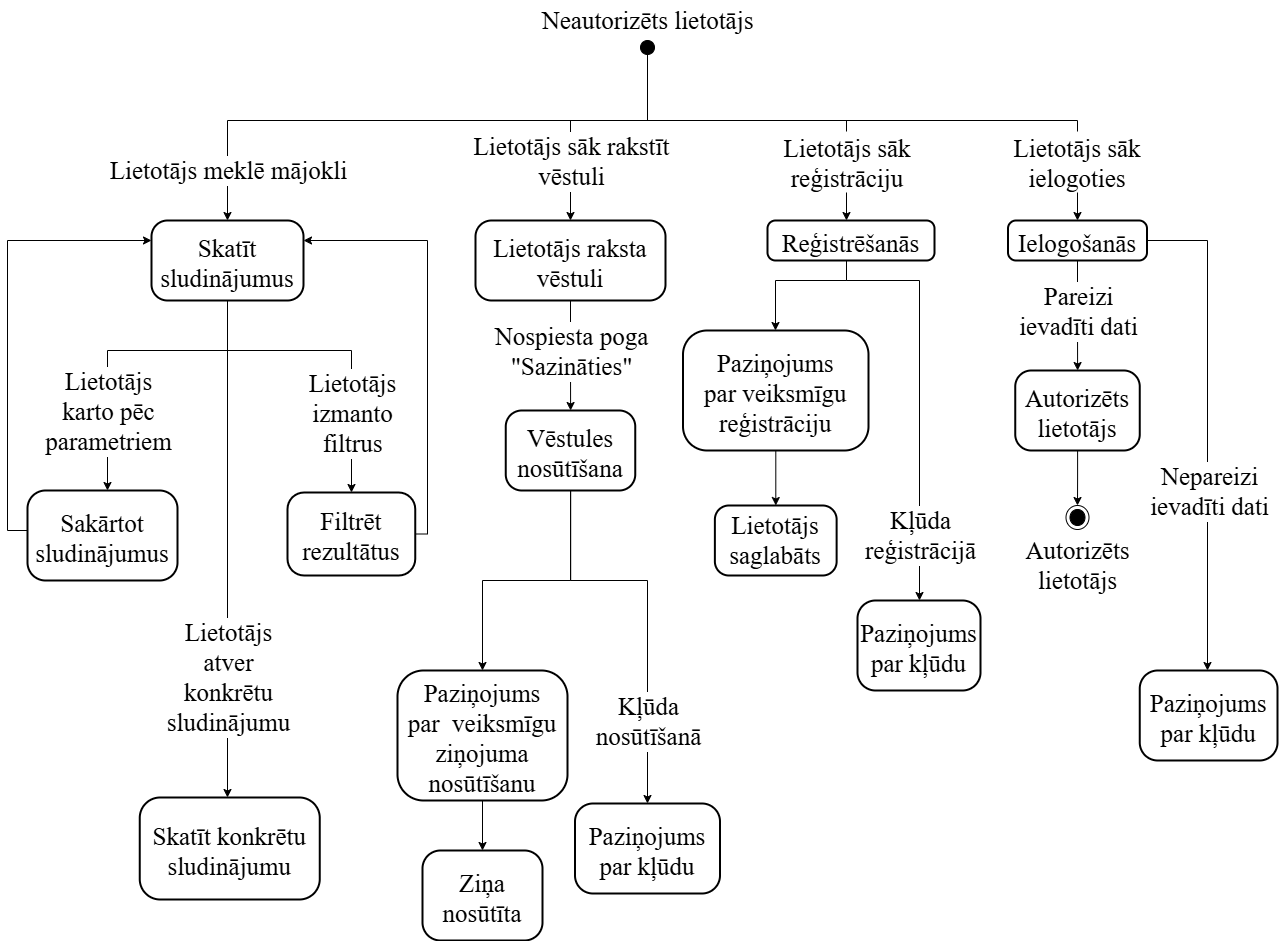 Neautorizēts lietotājs
Lietotājs meklē mājokli
Lietotājs sāk rakstīt
vēstuli
Lietotājs sāk
reģistrāciju
Lietotājs sāk
ielogoties
Skatīt
sludinājumus
Lietotājs raksta
vēstuli
Reģistrēšanās
Ielogošanās
Lietotājs
karto pēc
parametriem
Lietotājs
izmanto
filtrus
Nospiesta poga
"Sazināties"
Paziņojums
par veiksmīgu
reģistrāciju
Pareizi
ievadīti dati
Autorizēts
lietotājs
Vēstules
nosūtīšana
Sakārtot
sludinājumus
Filtrēt
rezultātus
Lietotājs
saglabāts
Kļūda
reģistrācijā
Nepareizi
ievadīti dati
Autorizēts
lietotājs
Lietotājs
atver
konkrētu
sludinājumu
Paziņojums
par kļūdu
Paziņojums
par  veiksmīgu
ziņojuma
nosūtīšanu
Kļūda
nosūtīšanā
Paziņojums
par kļūdu
Skatīt konkrētu
sludinājumu
Paziņojums
par kļūdu
Ziņa
nosūtīta